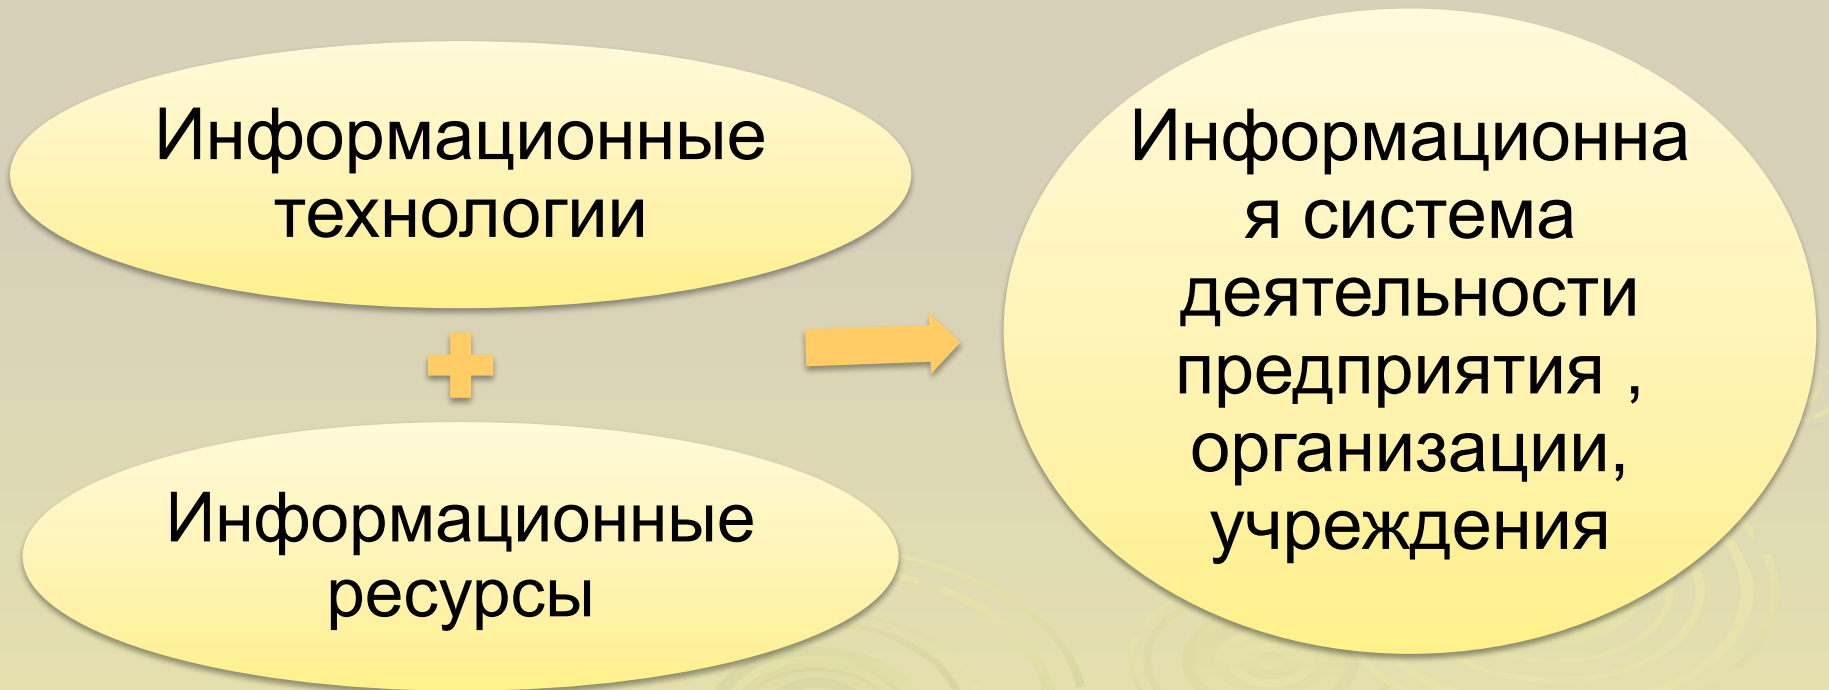 Информационные
технологии
Информационные
ресурсы
Информационна
я система
деятельности
предприятия ,
организации,
учреждения